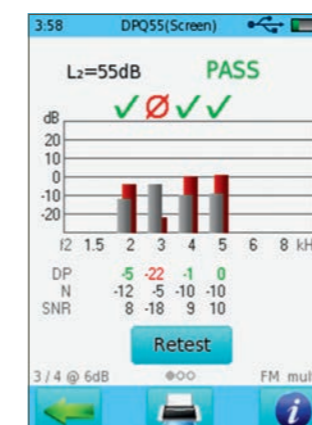 3:58 DPQ55(Screen)
L₂=55dB PASS
dB
20
10
0
-10
-20
f2 1.5 2 3 4 5 6 8 kH
DP -5 -22 -1 0
N -12 -5 -10 -10
SNR 8 -18 9 10
Retest
3/4 @ 6dB FM mul
i